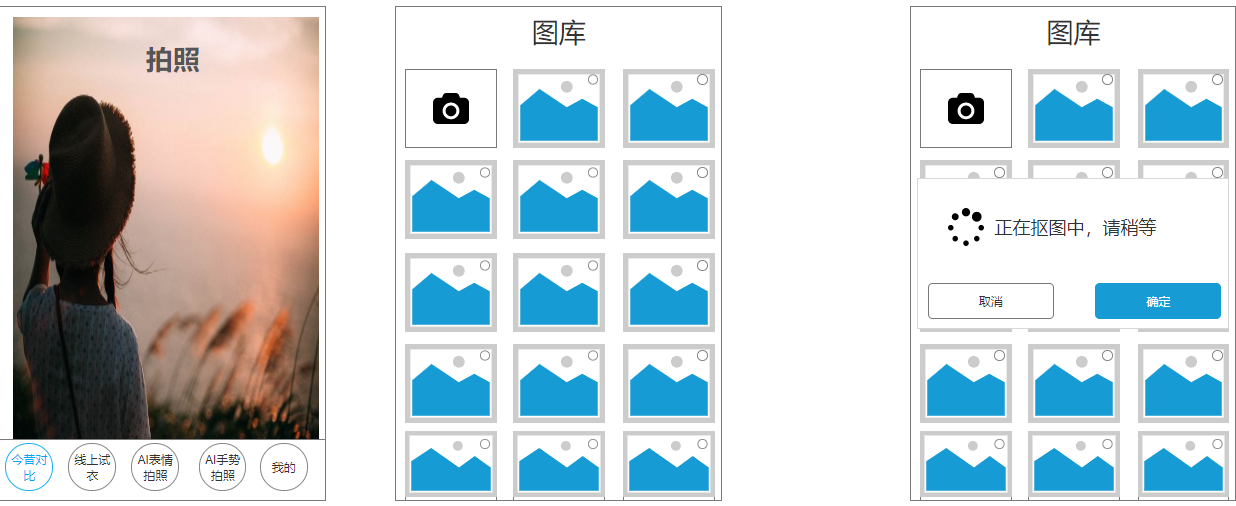 拍照
今昔对
比
线上试
衣
AI表情
拍照
AI手势
拍照
我的
图库
图库
正在抠图中，请稍等
取消
确定